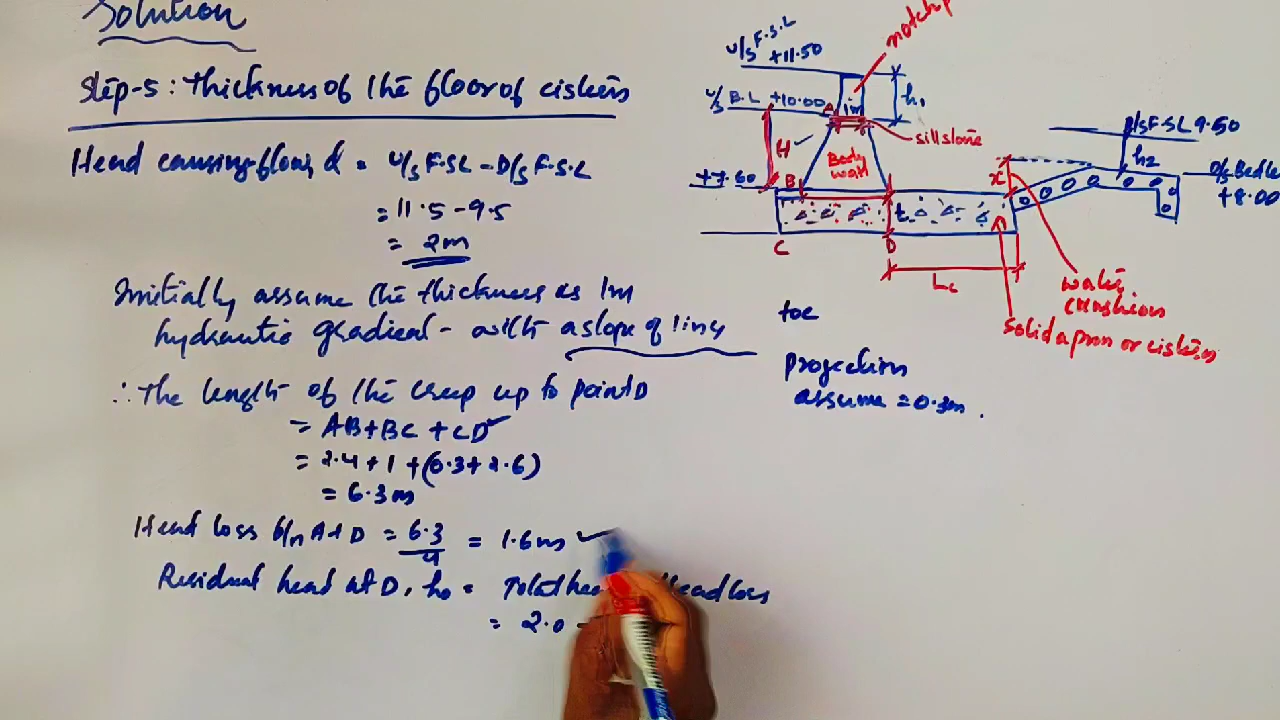 Solution
Step-5: Thickness of the floor of cistern
Head causing flow, d = U/S F.S.L - D/S F.S.L
= 11.5 - 9.5
= 2m
Initially assume the thickness as 1m
hydraulic gradient - with a slope of 1 in 4
∴ The length of the creep up to point D
= AB + BC + CD
= 2.4 + 1 + (0.3 + 2.6)
= 6.3m
Head loss b/n A & D = 6.3/4 = 1.6m ✓
Residual head at D, ho = Total head loss
= 2.0 -
U/S F.S.L
+11.50
notch p
U/S B.L +10.00
A
1m
h1
sill stone
H
Body
wall
+7.60
B
C
D
t
x
D/S F.S.L 9.50
h2
D/S Bed le
+8.00
Lc
water
cushion
solid apron or cistern
toe
projection
assume = 0.3m.